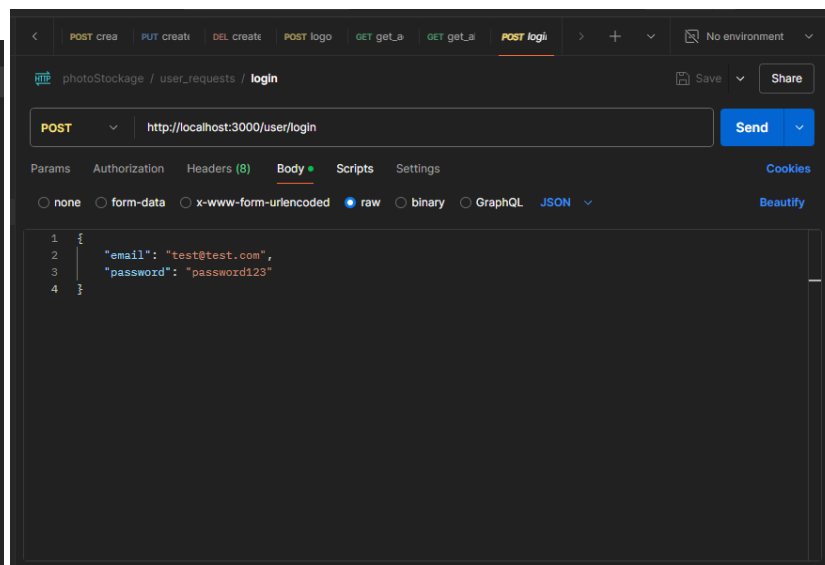 POST crea PUT create DEL create POST logo GET get_a GET get_al POST logi No environment
HTTP photoStockage / user_requests / login Save Share
POST http://localhost:3000/user/login Send
Params Authorization Headers (8) Body Scripts Settings Cookies
none form-data x-www-form-urlencoded raw binary GraphQL JSON Beautify
1 {
2 "email": "test@test.com",
3 "password": "password123"
4 }